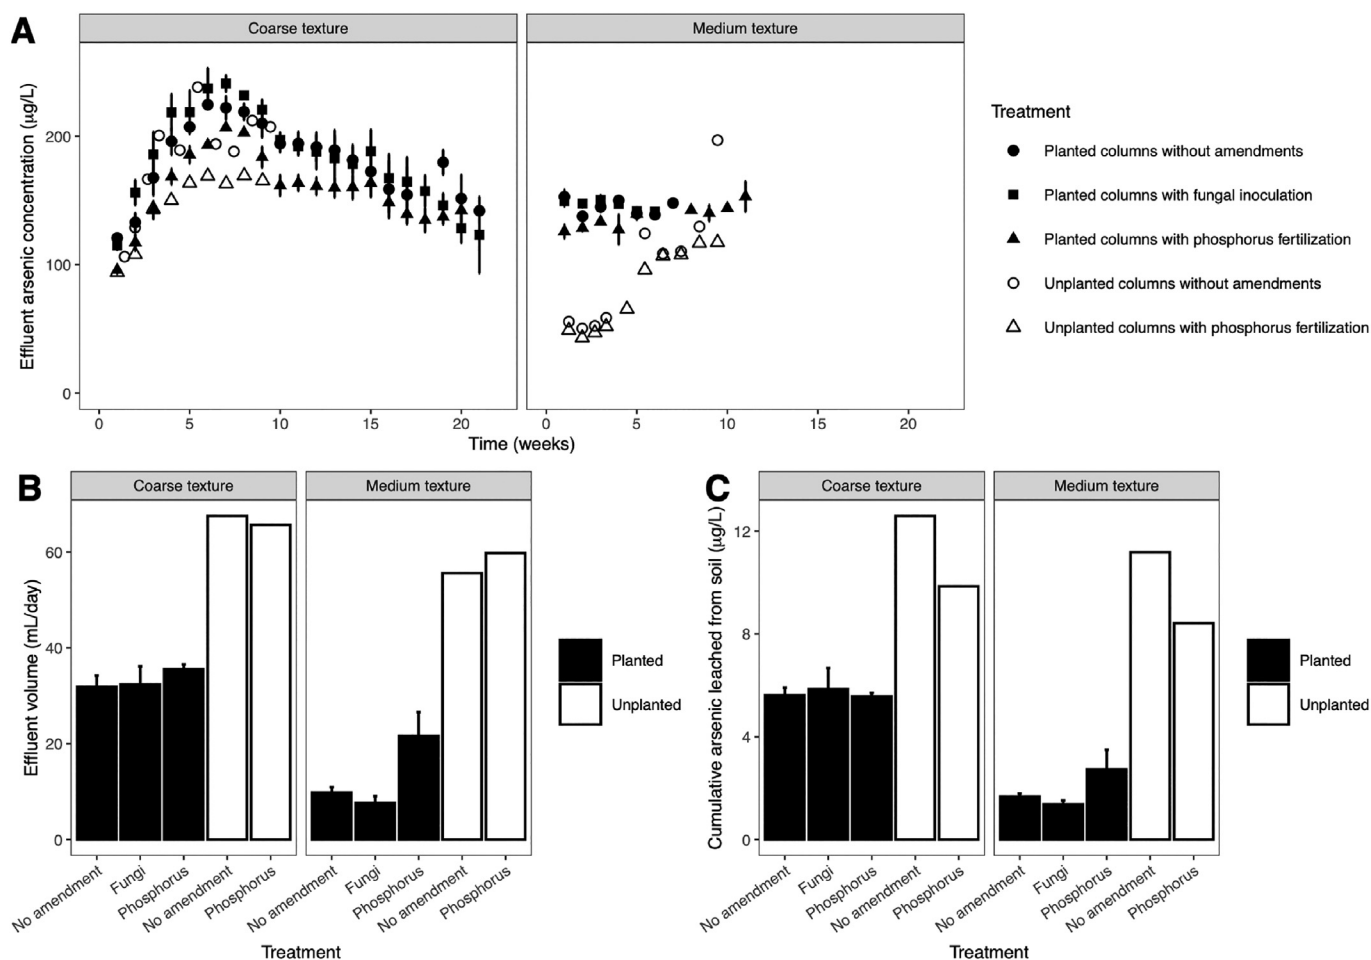 A
Coarse texture
Medium texture
Effluent arsenic concentration (µg/L)
200
100
0
0
5
10
15
20
0
5
10
15
20
Time (weeks)
Treatment
Planted columns without amendments
Planted columns with fungal inoculation
Planted columns with phosphorus fertilization
Unplanted columns without amendments
Unplanted columns with phosphorus fertilization
B
Coarse texture
Medium texture
Effluent volume (mL/day)
60
40
20
0
No amendment
Fungi
Phosphorus
No amendment
Phosphorus
No amendment
Fungi
Phosphorus
No amendment
Phosphorus
Treatment
Planted
Unplanted
C
Coarse texture
Medium texture
Cumulative arsenic leached from soil (µg/L)
12
8
4
0
No amendment
Fungi
Phosphorus
No amendment
Phosphorus
No amendment
Fungi
Phosphorus
No amendment
Phosphorus
Treatment
Planted
Unplanted